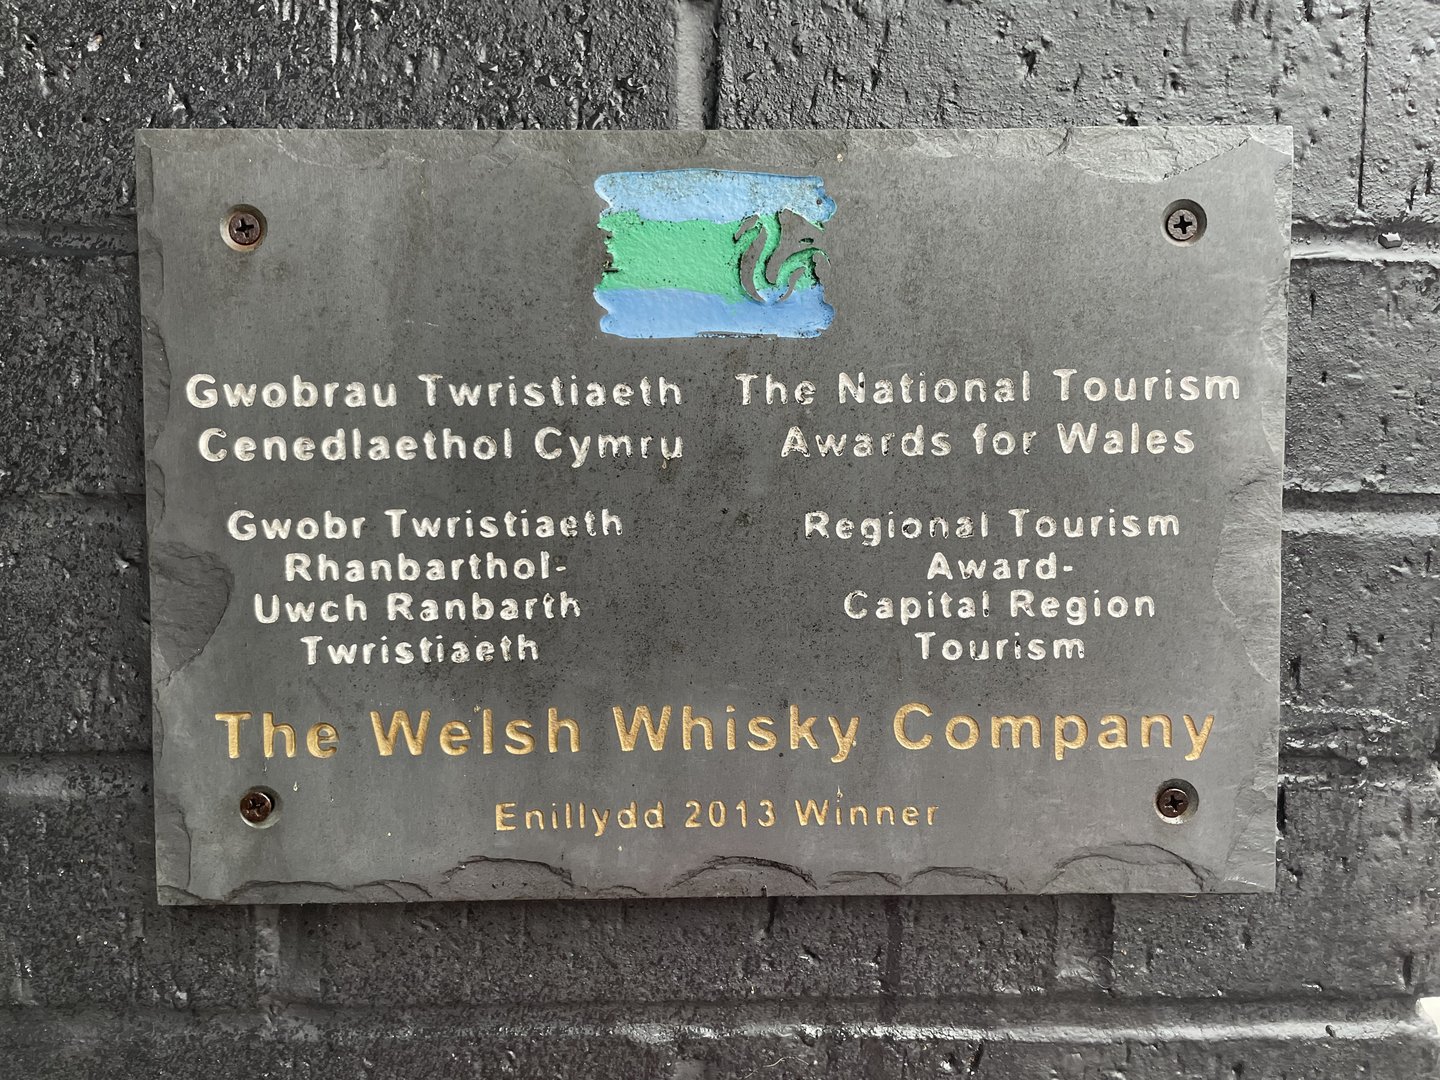 Gwobrau Twristiaeth
Cenedlaethol Cymru
The National Tourism
Awards for Wales
Gwobr Twristiaeth
Rhanbarthol-
Uwch Ranbarth
Twristiaeth
Regional Tourism
Award-
Capital Region
Tourism
The Welsh Whisky Company
Enillydd 2013 Winner